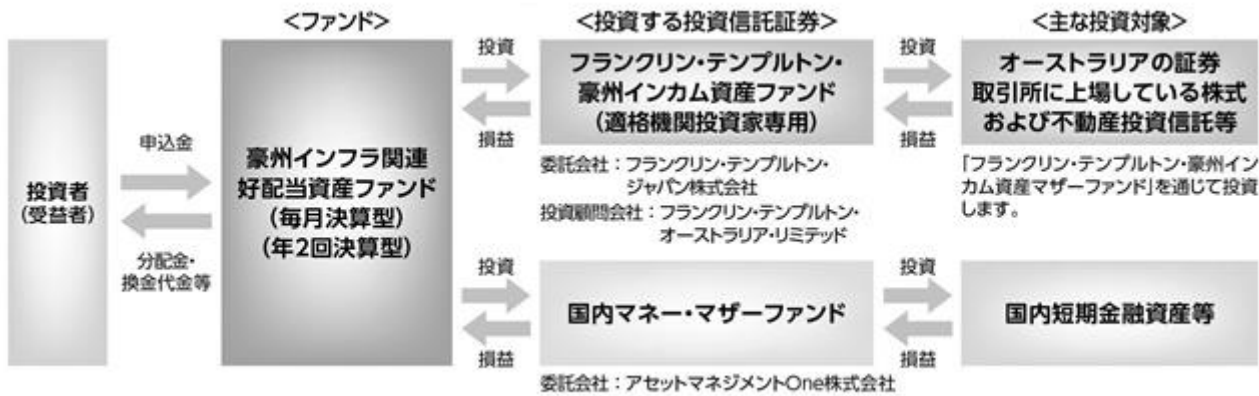 <ファンド>
<投資する投資信託証券>
<主な投資対象>
投資者
(受益者)
申込金
分配金・
換金代金等
豪州インフラ関連
好配当資産ファンド
(毎月決算型)
(年2回決算型)
投資
損益
フランクリン・テンプルトン・
豪州インカム資産ファンド
(適格機関投資家専用)
委託会社:フランクリン・テンプルトン・
ジャパン株式会社
投資顧問会社:フランクリン・テンプルトン・
オーストラリア・リミテッド
投資
損益
オーストラリアの証券
取引所に上場している株式
および不動産投資信託等
「フランクリン・テンプルトン・豪州イン
カム資産マザーファンド」を通じて投資
します。
投資
損益
国内マネー・マザーファンド
委託会社:アセットマネジメントOne株式会社
投資
損益
国内短期金融資産等